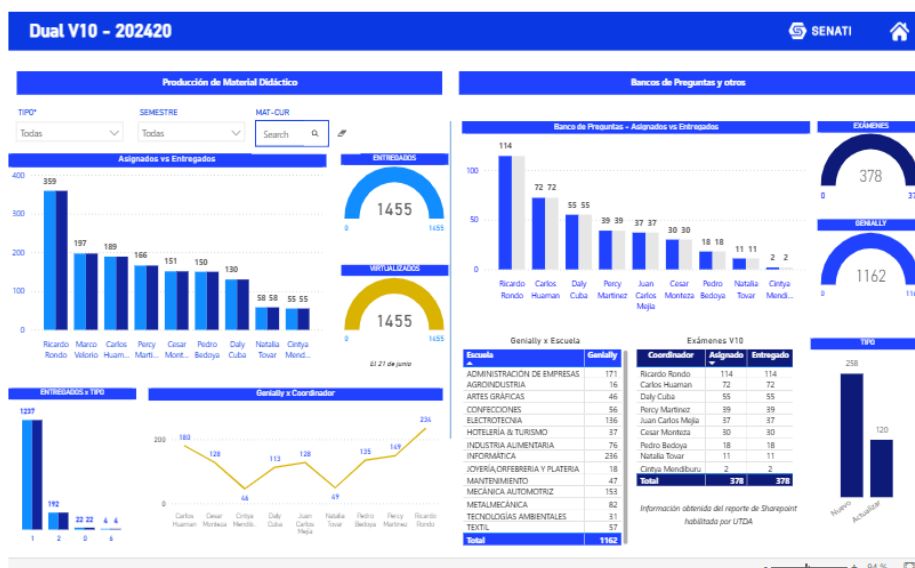 Dual V10 - 202420
SENATI
Producción de Material Didáctico
Bancos de Preguntas y otros
TIPO*
SEMESTRE
MAT-CUR
Todas
Todas
Search
Asignados vs Entregados
400
300
200
100
0
359
197
189
166
151
150
130
58 58
55 55
Ricardo Rondo
Marco Velorio
Carlos Huam...
Percy Marti...
Cesar Mont...
Pedro Bedoya
Daly Cuba
Natalia Tovar
Cintya Mend...
ENTREGADOS
1455
0
1455
VIRTUALIZADOS
1455
0
1455
El 21 de junio
ENTREGADOS x TIPO
1237
192
22 22
4 4
1
2
0
6
Genially x Coordinador
200
0
180
128
46
113
128
49
135
149
236
Carlos Huaman
Cesar Monteza
Cintya Mendib...
Daly Cuba
Juan Carlos Mejia
Natalia Tovar
Pedro Bedoya
Percy Martinez
Ricardo Rondo
Banco de Preguntas - Asignados vs Entregados
100
50
0
114
72 72
55 55
39 39
37 37
30 30
18 18
11 11
2 2
Ricardo Rondo
Carlos Huaman
Daly Cuba
Percy Martinez
Juan Carlos Mejia
Cesar Monteza
Pedro Bedoya
Natalia Tovar
Cintya Mendi...
EXÁMENES
378
0
37
GENIALLY
1162
0
116
Genially x Escuela
Escuela Genially
ADMINISTRACIÓN DE EMPRESAS 171
AGROINDUSTRIA 16
ARTES GRÁFICAS 46
CONFECCIONES 56
ELECTROTECNIA 136
HOTELERÍA & TURISMO 37
INDUSTRIA ALIMENTARIA 76
INFORMÁTICA 236
JOYERÍA,ORFEBRERIA Y PLATERIA 18
MANTENIMIENTO 47
MECÁNICA AUTOMOTRIZ 153
METALMECÁNICA 82
TECNOLOGÍAS AMBIENTALES 31
TEXTIL 57
Total 1162
Exámenes V10
Coordinador Asignado Entregado
Ricardo Rondo 114 114
Carlos Huaman 72 72
Daly Cuba 55 55
Percy Martinez 39 39
Juan Carlos Mejia 37 37
Cesar Monteza 30 30
Pedro Bedoya 18 18
Natalia Tovar 11 11
Cintya Mendiburu 2 2
Total 378 378
Información obtenida del reporte de Sharepoint
habilitada por UTDA
TIPO
258
120
Nuevo
Actualizar
- + 94 %